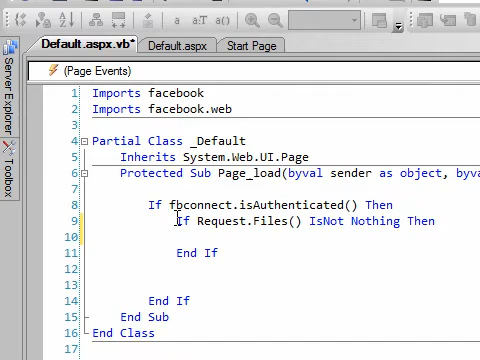 Default.aspx.vb*
Default.aspx
Start Page
(Page Events)
Server Explorer
Toolbox
1 Imports facebook
2 Imports facebook.web
3
4 Partial Class _Default
5 Inherits System.Web.UI.Page
6 Protected Sub Page_load(byval sender as object, byva
7
8 If fbconnect.isAuthenticated() Then
9 If Request.Files() IsNot Nothing Then
10
11 End If
12
13
14 End If
15 End Sub
16 End Class
17